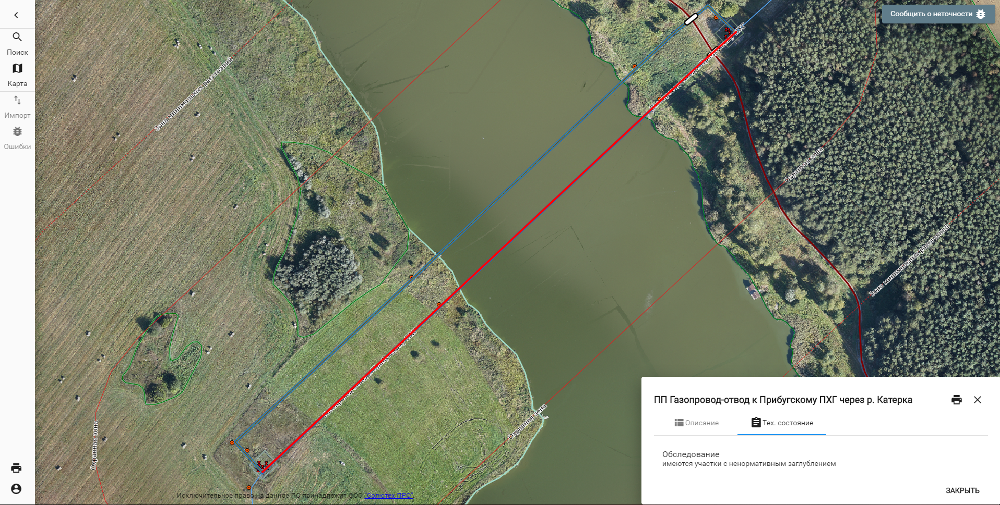 Сообщить о неточности
Поиск
Карта
Импорт
Ошибки
Зона минимальных расстояний
Охранная зона
Зона минимальных расстояний
Охранная зона
Охранная зона
ПП Газопровод-отвод к Прибугскому ПХГ через р. Катерка
Описание
Тех. состояние
Обследование
имеются участки с ненормативным заглублением
ЗАКРЫТЬ
Исключительное право на данное ПО принадлежит ООО "Солютех ПРО".